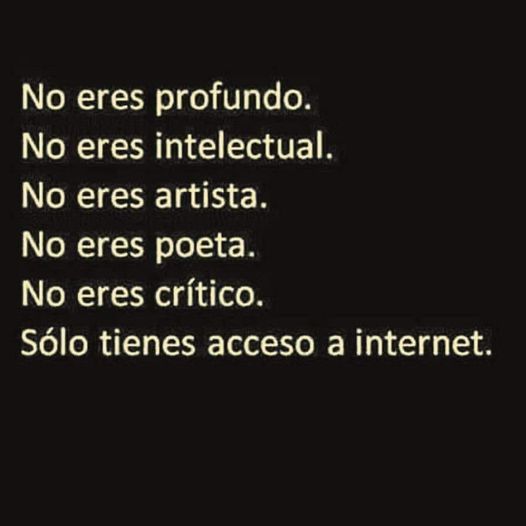 No eres profundo.
No eres intelectual.
No eres artista.
No eres poeta.
No eres crítico.
Sólo tienes acceso a internet.